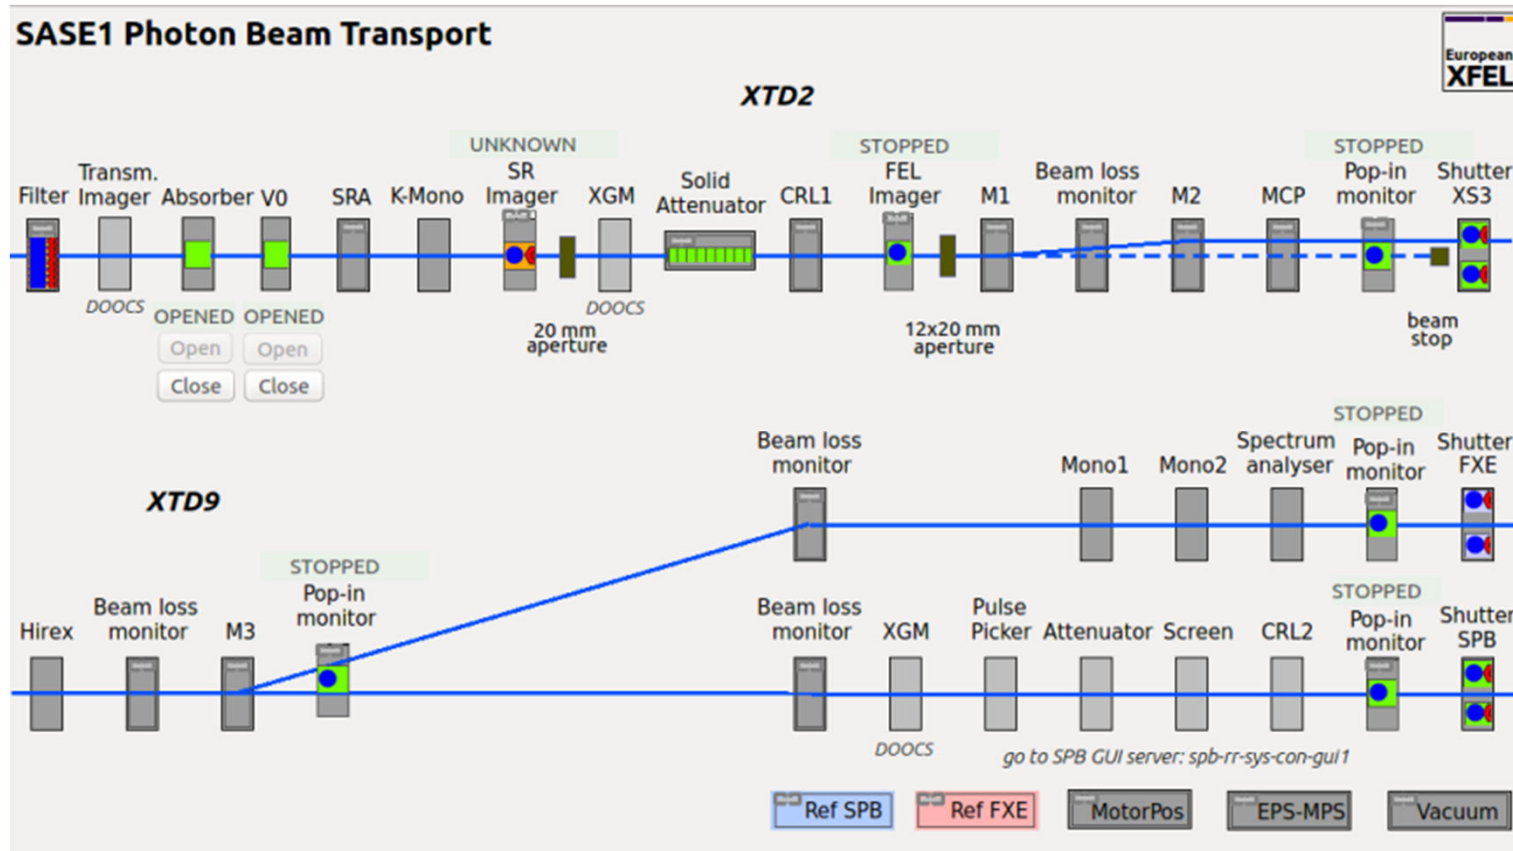 SASE1 Photon Beam Transport
European
XFEL
XTD2
UNKNOWN
STOPPED
STOPPED
Filter
Transm.
Imager
Absorber
V0
SRA
K-Mono
SR
Imager
XGM
Solid
Attenuator
CRL1
FEL
Imager
M1
Beam loss
monitor
M2
MCP
Pop-in
monitor
Shutter
XS3
DOOCS
DOOCS
OPENED
OPENED
Open
Open
Close
Close
20 mm
aperture
12x20 mm
aperture
beam
stop
STOPPED
Beam loss
monitor
Mono1
Mono2
Spectrum
analyser
Pop-in
monitor
Shutter
FXE
XTD9
STOPPED
Pop-in
monitor
STOPPED
Hirex
Beam loss
monitor
M3
Beam loss
monitor
XGM
Pulse
Picker
Attenuator
Screen
CRL2
Pop-in
monitor
Shutter
SPB
DOOCS
go to SPB GUI server: spb-rr-sys-con-gui1
Ref SPB
Ref FXE
MotorPos
EPS-MPS
Vacuum